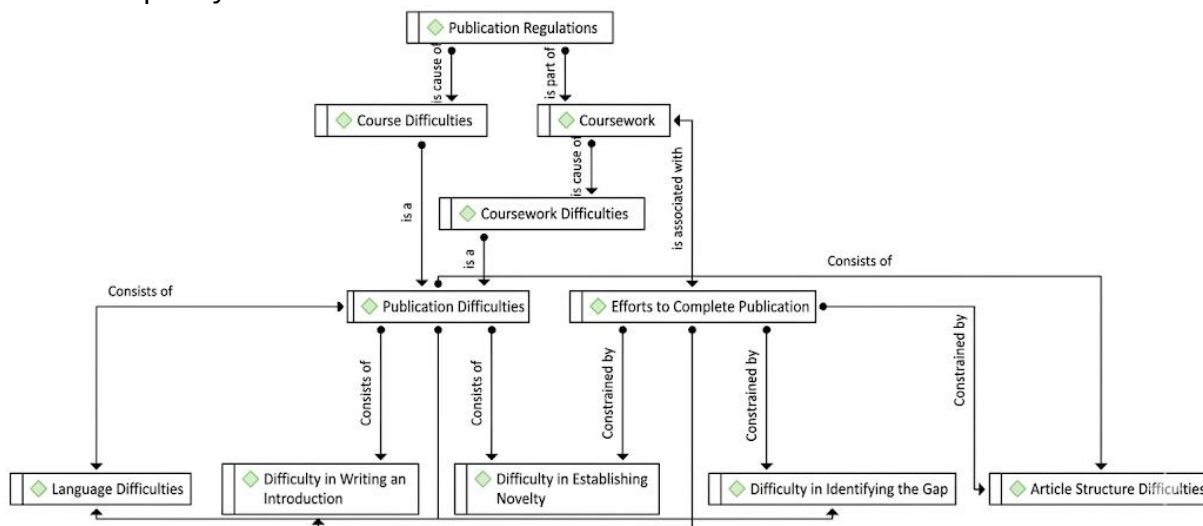 Publication Regulations
is cause of
is part of
Course Difficulties
Coursework
is cause of
is associated with
is a
Coursework Difficulties
is a
Consists of
Consists of
Publication Difficulties
Efforts to Complete Publication
Consists of
Consists of
Constrained by
Constrained by
Constrained by
Language Difficulties
Difficulty in Writing an
Introduction
Difficulty in Establishing
Novelty
Difficulty in Identifying the Gap
Article Structure Difficulties